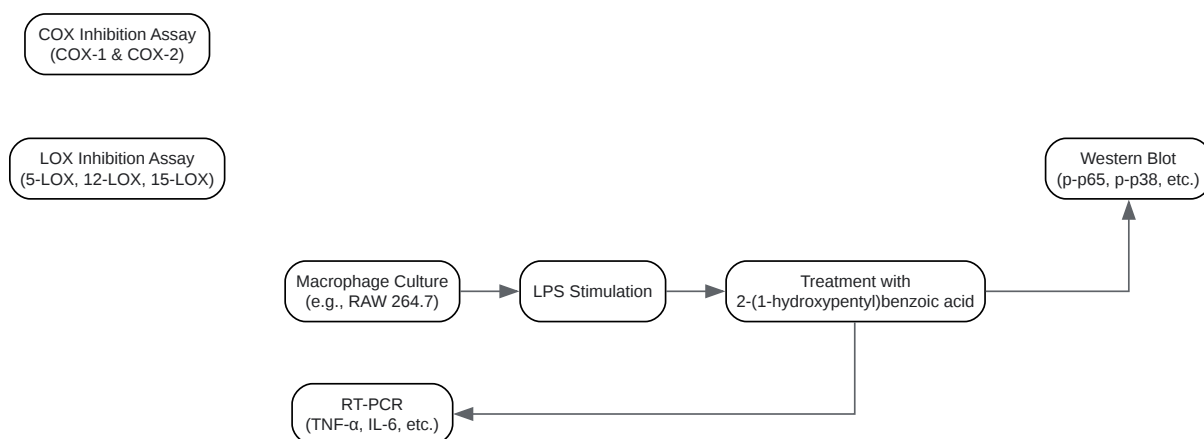 COX Inhibition Assay
(COX-1 & COX-2)
LOX Inhibition Assay
(5-LOX, 12-LOX, 15-LOX)
Western Blot
(p-p65, p-p38, etc.)
Macrophage Culture
(e.g., RAW 264.7)
LPS Stimulation
Treatment with
2-(1-hydroxypentyl)benzoic acid
RT-PCR
(TNF-α, IL-6, etc.)